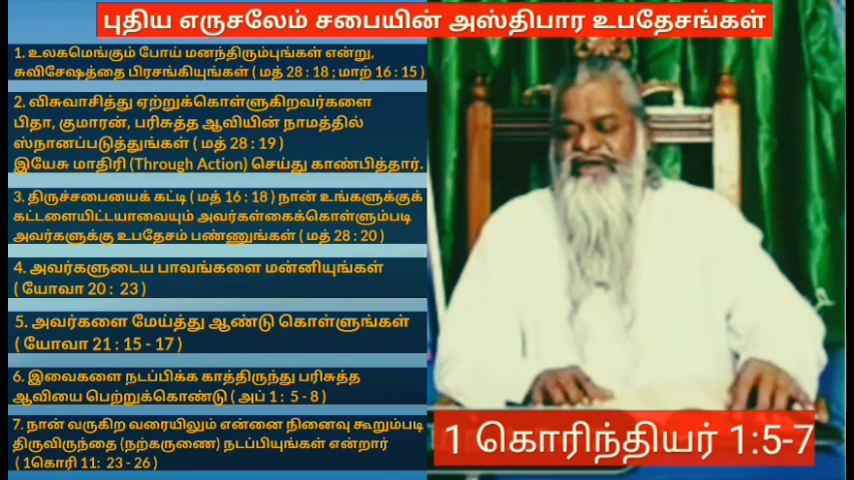 புதிய எருசலேம் சபையின் அஸ்திபார உபதேசங்கள்
1. உலகமெங்கும் போய் மனந்திரும்புங்கள் என்று,
சுவிசேஷத்தை பிரசங்கியுங்கள் ( மத் 28 : 18 ; மாற் 16 : 15 )
2. விசுவாசித்து ஏற்றுக்கொள்ளுகிறவர்களை
பிதா, குமாரன், பரிசுத்த ஆவியின் நாமத்தில்
ஸ்நானப்படுத்துங்கள் ( மத் 28 : 19 )
இயேசு மாதிரி (Through Action) செய்து காண்பித்தார்.
3. திருச்சபையைக் கட்டி ( மத் 16 : 18 ) நான் உங்களுக்குக்
கட்டளையிட்டயாவையும் அவர்கள்கைக்கொள்ளும்படி
அவர்களுக்கு உபதேசம் பண்ணுங்கள் ( மத் 28 : 20 )
4. அவர்களுடைய பாவங்களை மன்னியுங்கள்
( யோவா 20 : 23 )
5. அவர்களை மேய்த்து ஆண்டு கொள்ளுங்கள்
( யோவா 21 : 15 - 17 )
6. இவைகளை நடப்பிக்க காத்திருந்து பரிசுத்த
ஆவியை பெற்றுக்கொண்டு ( அப் 1 : 5 - 8 )
7. நான் வருகிற வரையிலும் என்னை நினைவு கூறும்படி
திருவிருந்தை (நற்கருணை) நடப்பியுங்கள் என்றார்
( 1கொரி 11: 23 - 26 )
1 கொரிந்தியர் 1:5-7